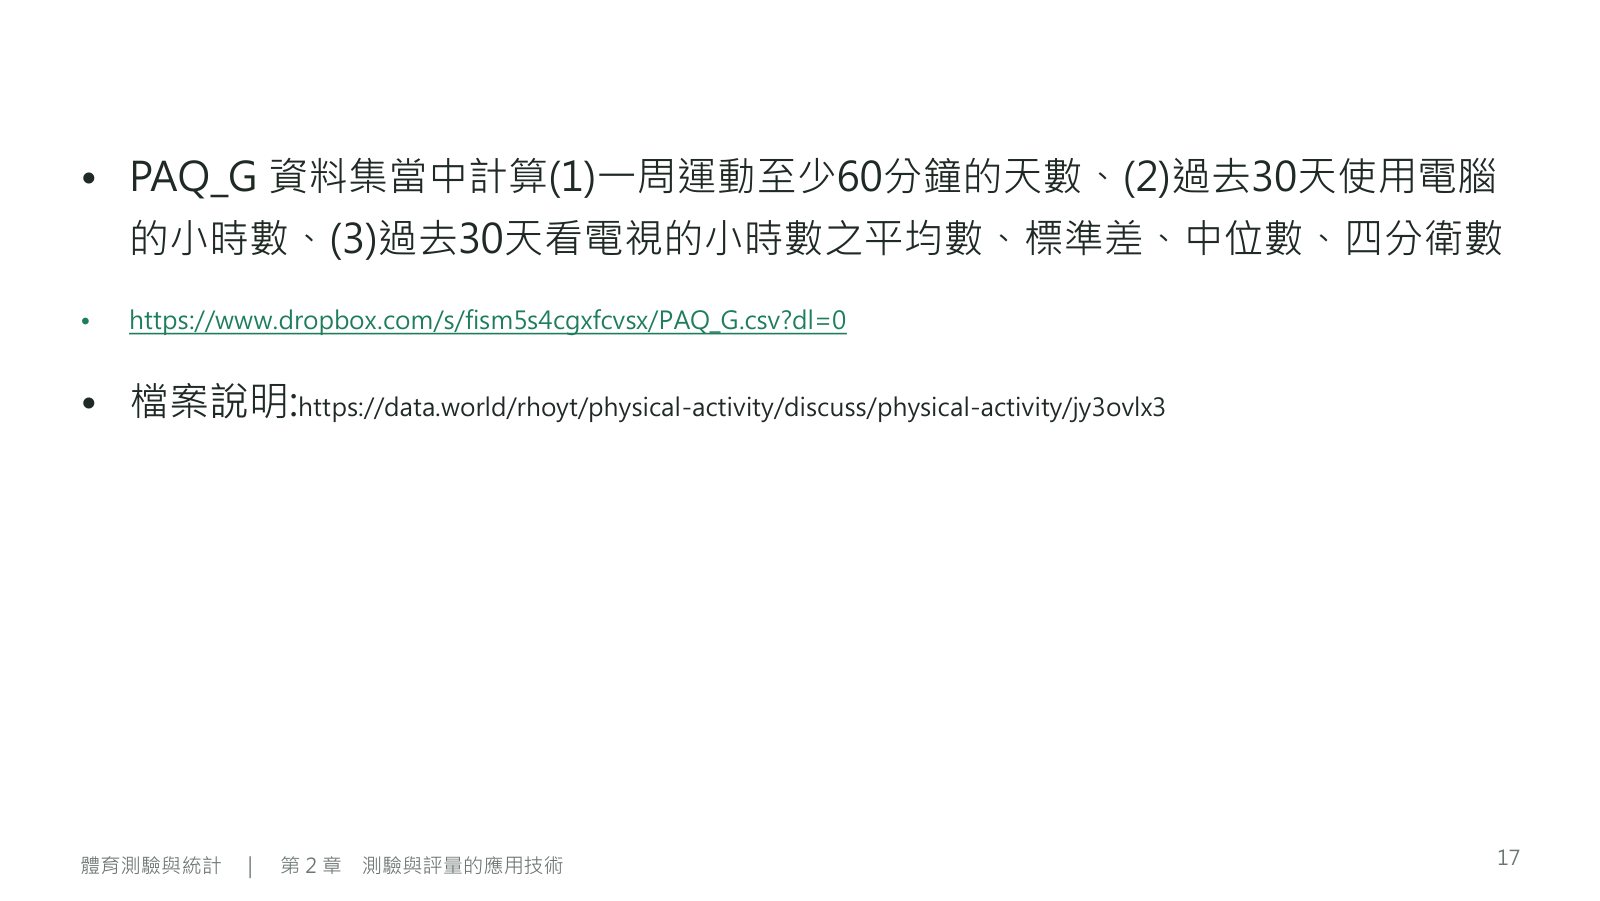 • PAQ_G 資料集當中計算(1)一周運動至少60分鐘的天數、(2)過去30天使用電腦
的小時數、(3)過去30天看電視的小時數之平均數、標準差、中位數、四分衛數
• https://www.dropbox.com/s/fism5s4cgxfcvsx/PAQ_G.csv?dl=0
• 檔案說明:https://data.world/rhoyt/physical-activity/discuss/physical-activity/jy3ovlx3
體育測驗與統計 | 第 2 章 測驗與評量的應用技術
17